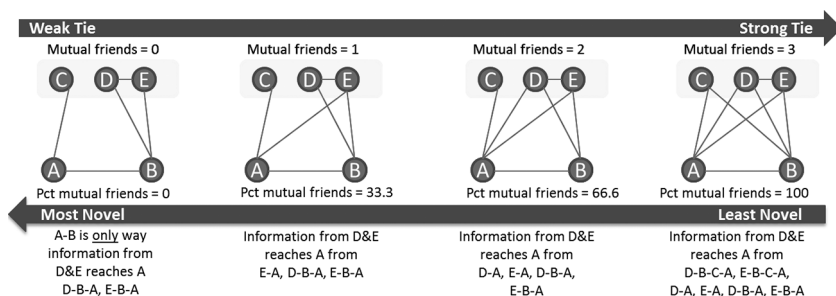 Weak Tie Strong Tie
Mutual friends = 0 Mutual friends = 1 Mutual friends = 2 Mutual friends = 3
C D E C D E C D E C D E
A B A B A B A B
Pct mutual friends = 0 Pct mutual friends = 33.3 Pct mutual friends = 66.6 Pct mutual friends = 100
Most Novel Least Novel
A-B is only way
information from
D&E reaches A
D-B-A, E-B-A
Information from D&E
reaches A from
E-A, D-B-A, E-B-A
Information from D&E
reaches A from
D-A, E-A, D-B-A,
E-B-A
Information from D&E
reaches A from
D-B-C-A, E-B-C-A,
D-A, E-A, D-B-A, E-B-A